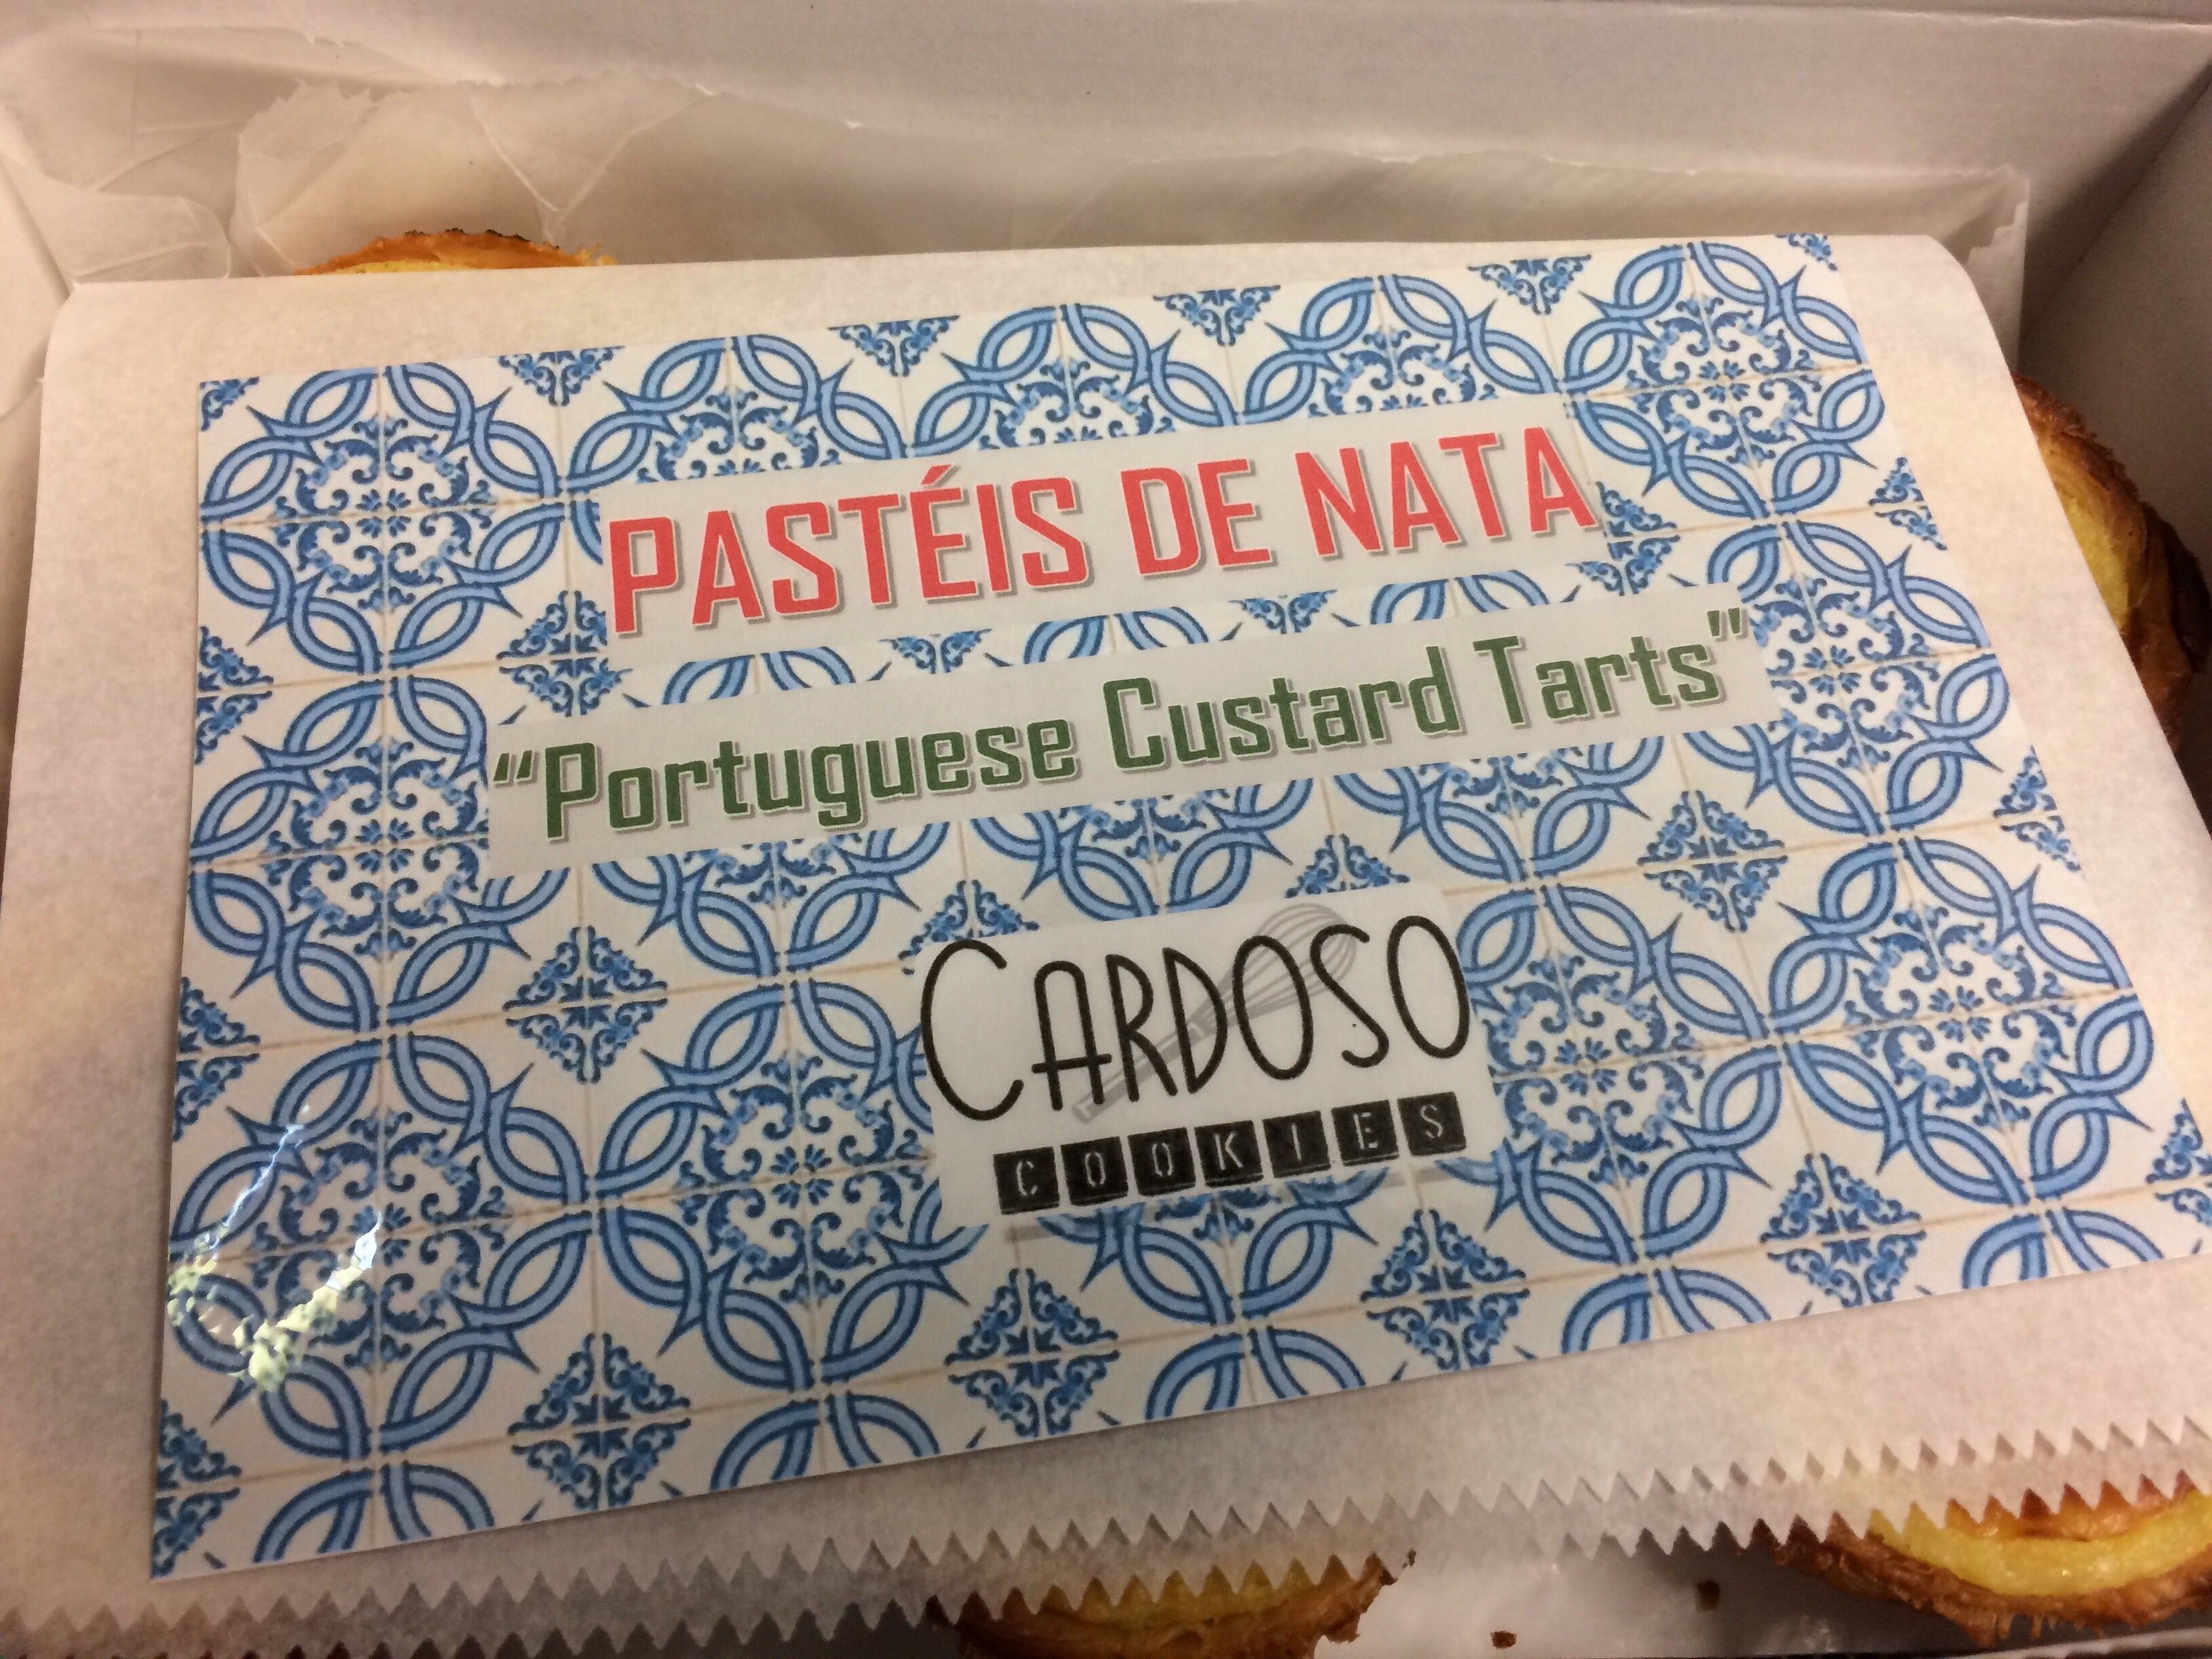 PASTÉIS DE NATA
“Portuguese Custard Tarts”
CARDOSO
COOKIES